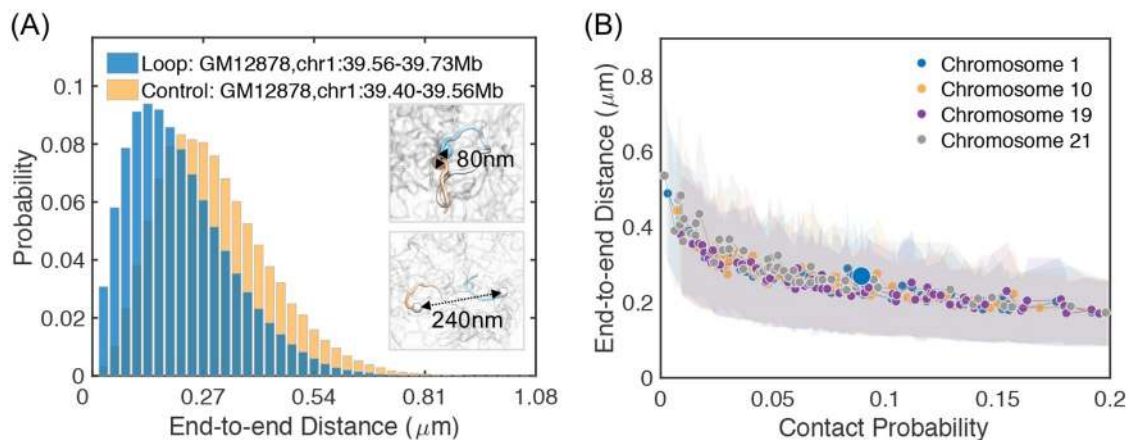 (A)
Probability
0.1
0.08
0.06
0.04
0.02
0
Loop: GM12878,chr1:39.56-39.73Mb
Control: GM12878,chr1:39.40-39.56Mb
80nm
240nm
0
0.27
0.54
0.81
1.08
End-to-end Distance (μm)
(B)
End-to-end Distance (μm)
0.8
0.6
0.4
0.2
0
Chromosome 1
Chromosome 10
Chromosome 19
Chromosome 21
0
0.05
0.1
0.15
0.2
Contact Probability